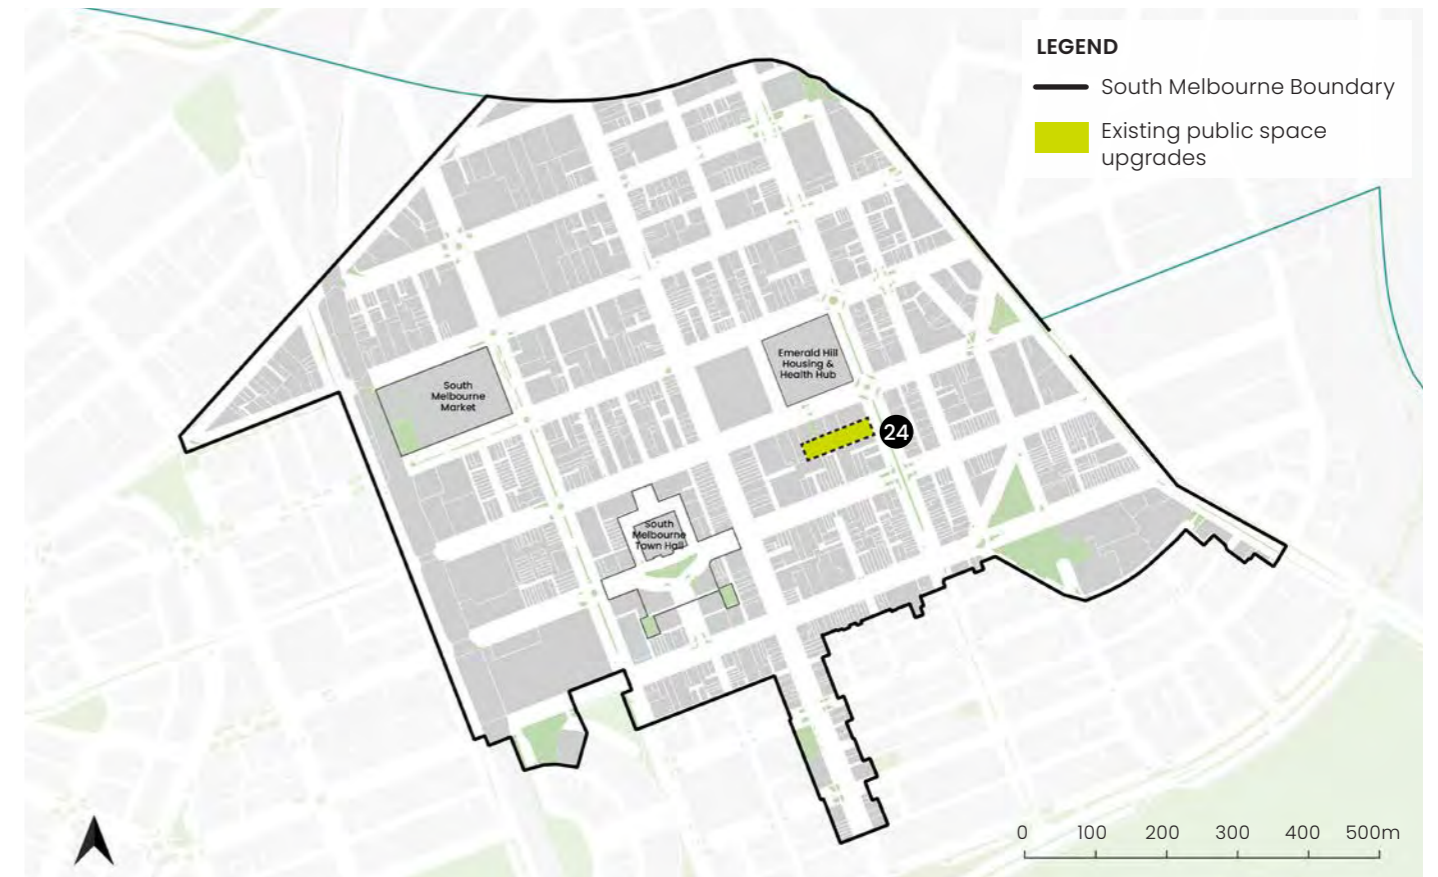 LEGEND
South Melbourne Boundary
Existing public space
upgrades
Emerald Hill
Housing &
Health Hub
South
Melbourne
Market
24
South
Melbourne
Town Hall
0 100 200 300 400 500m